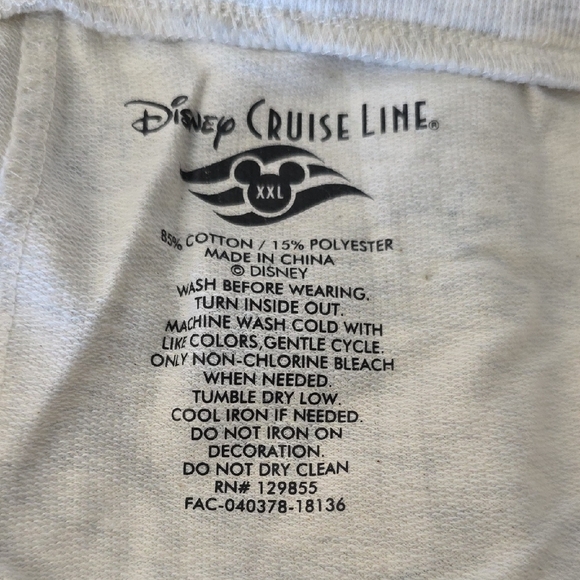 Disney CRUISE LINE®
XXL
85% COTTON / 15% POLYESTER
MADE IN CHINA
© DISNEY
WASH BEFORE WEARING.
TURN INSIDE OUT.
MACHINE WASH COLD WITH
LIKE COLORS,GENTLE CYCLE.
ONLY NON-CHLORINE BLEACH
WHEN NEEDED.
TUMBLE DRY LOW.
COOL IRON IF NEEDED.
DO NOT IRON ON
DECORATION.
DO NOT DRY CLEAN
RN# 129855
FAC-040378-18136